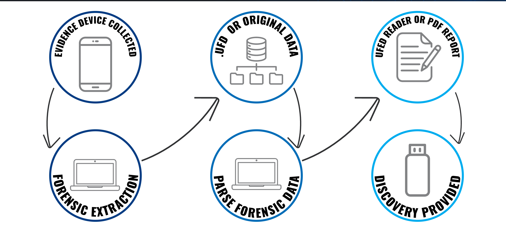 EVIDENCE DEVICE COLLECTED
FORENSIC EXTRACTION
.UFD OR ORIGINAL DATA
PARSE FORENSIC DATA
UFED READER OR PDF REPORT
DISCOVERY PROVIDED